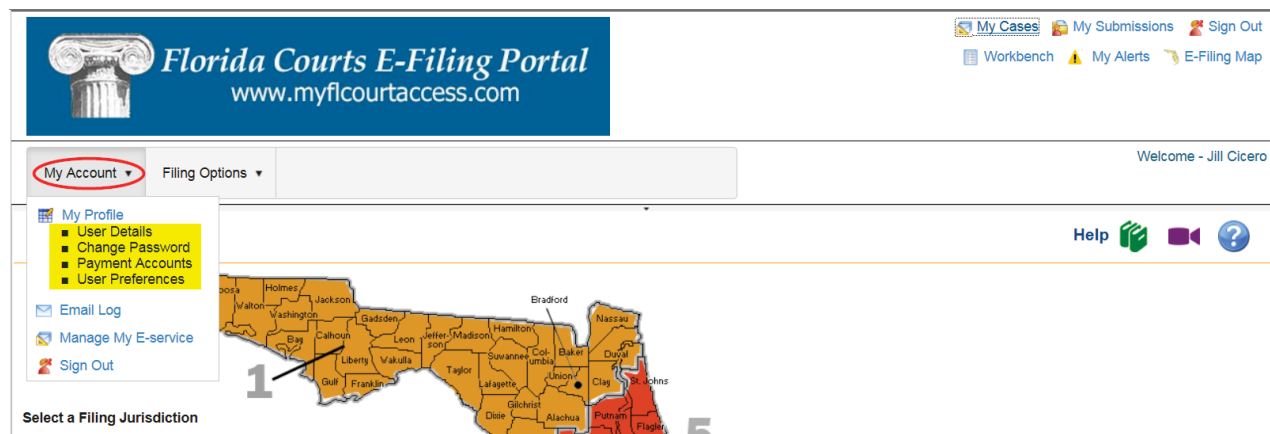 Florida Courts E-Filing Portal
www.myflcourtaccess.com
My Cases My Submissions Sign Out
Workbench My Alerts E-Filing Map
My Account Filing Options
Welcome - Jill Cicero
My Profile
User Details
Change Password
Payment Accounts
User Preferences
Email Log
Manage My E-service
Sign Out
Help
Holmes
Jackson
Walton
Washington
Gadsden
Bay
Calhoun
Leon
Jeffer-
son
Madison
Hamilton
Bradford
Nassau
Liberty
Wakulla
Taylor
Suwannee
Col-
umbia
Baker
Duval
Gulf
Franklin
Lafayette
Union
Clay
St. Johns
Gilchrist
Dixie
Alachua
Putnam
Flagler
1
5
Select a Filing Jurisdiction